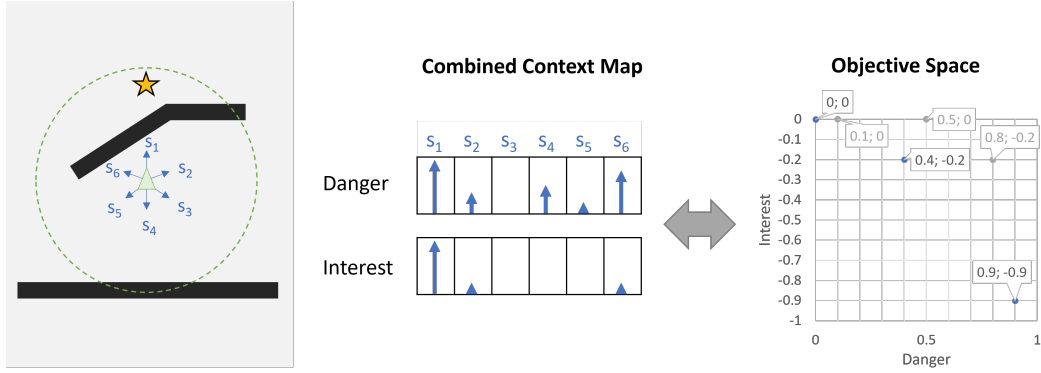 S1
S6
S2
S5
S3
S4
Combined Context Map
S1 S2 S3 S4 S5 S6
Danger
Interest
Objective Space
0; 0
0.5; 0
0.1; 0
0.8; -0.2
0.4; -0.2
0.9; -0.9
0
-0.1
-0.2
-0.3
-0.4
-0.5
-0.6
-0.7
-0.8
-0.9
-1
Interest
0 0.5 1
Danger